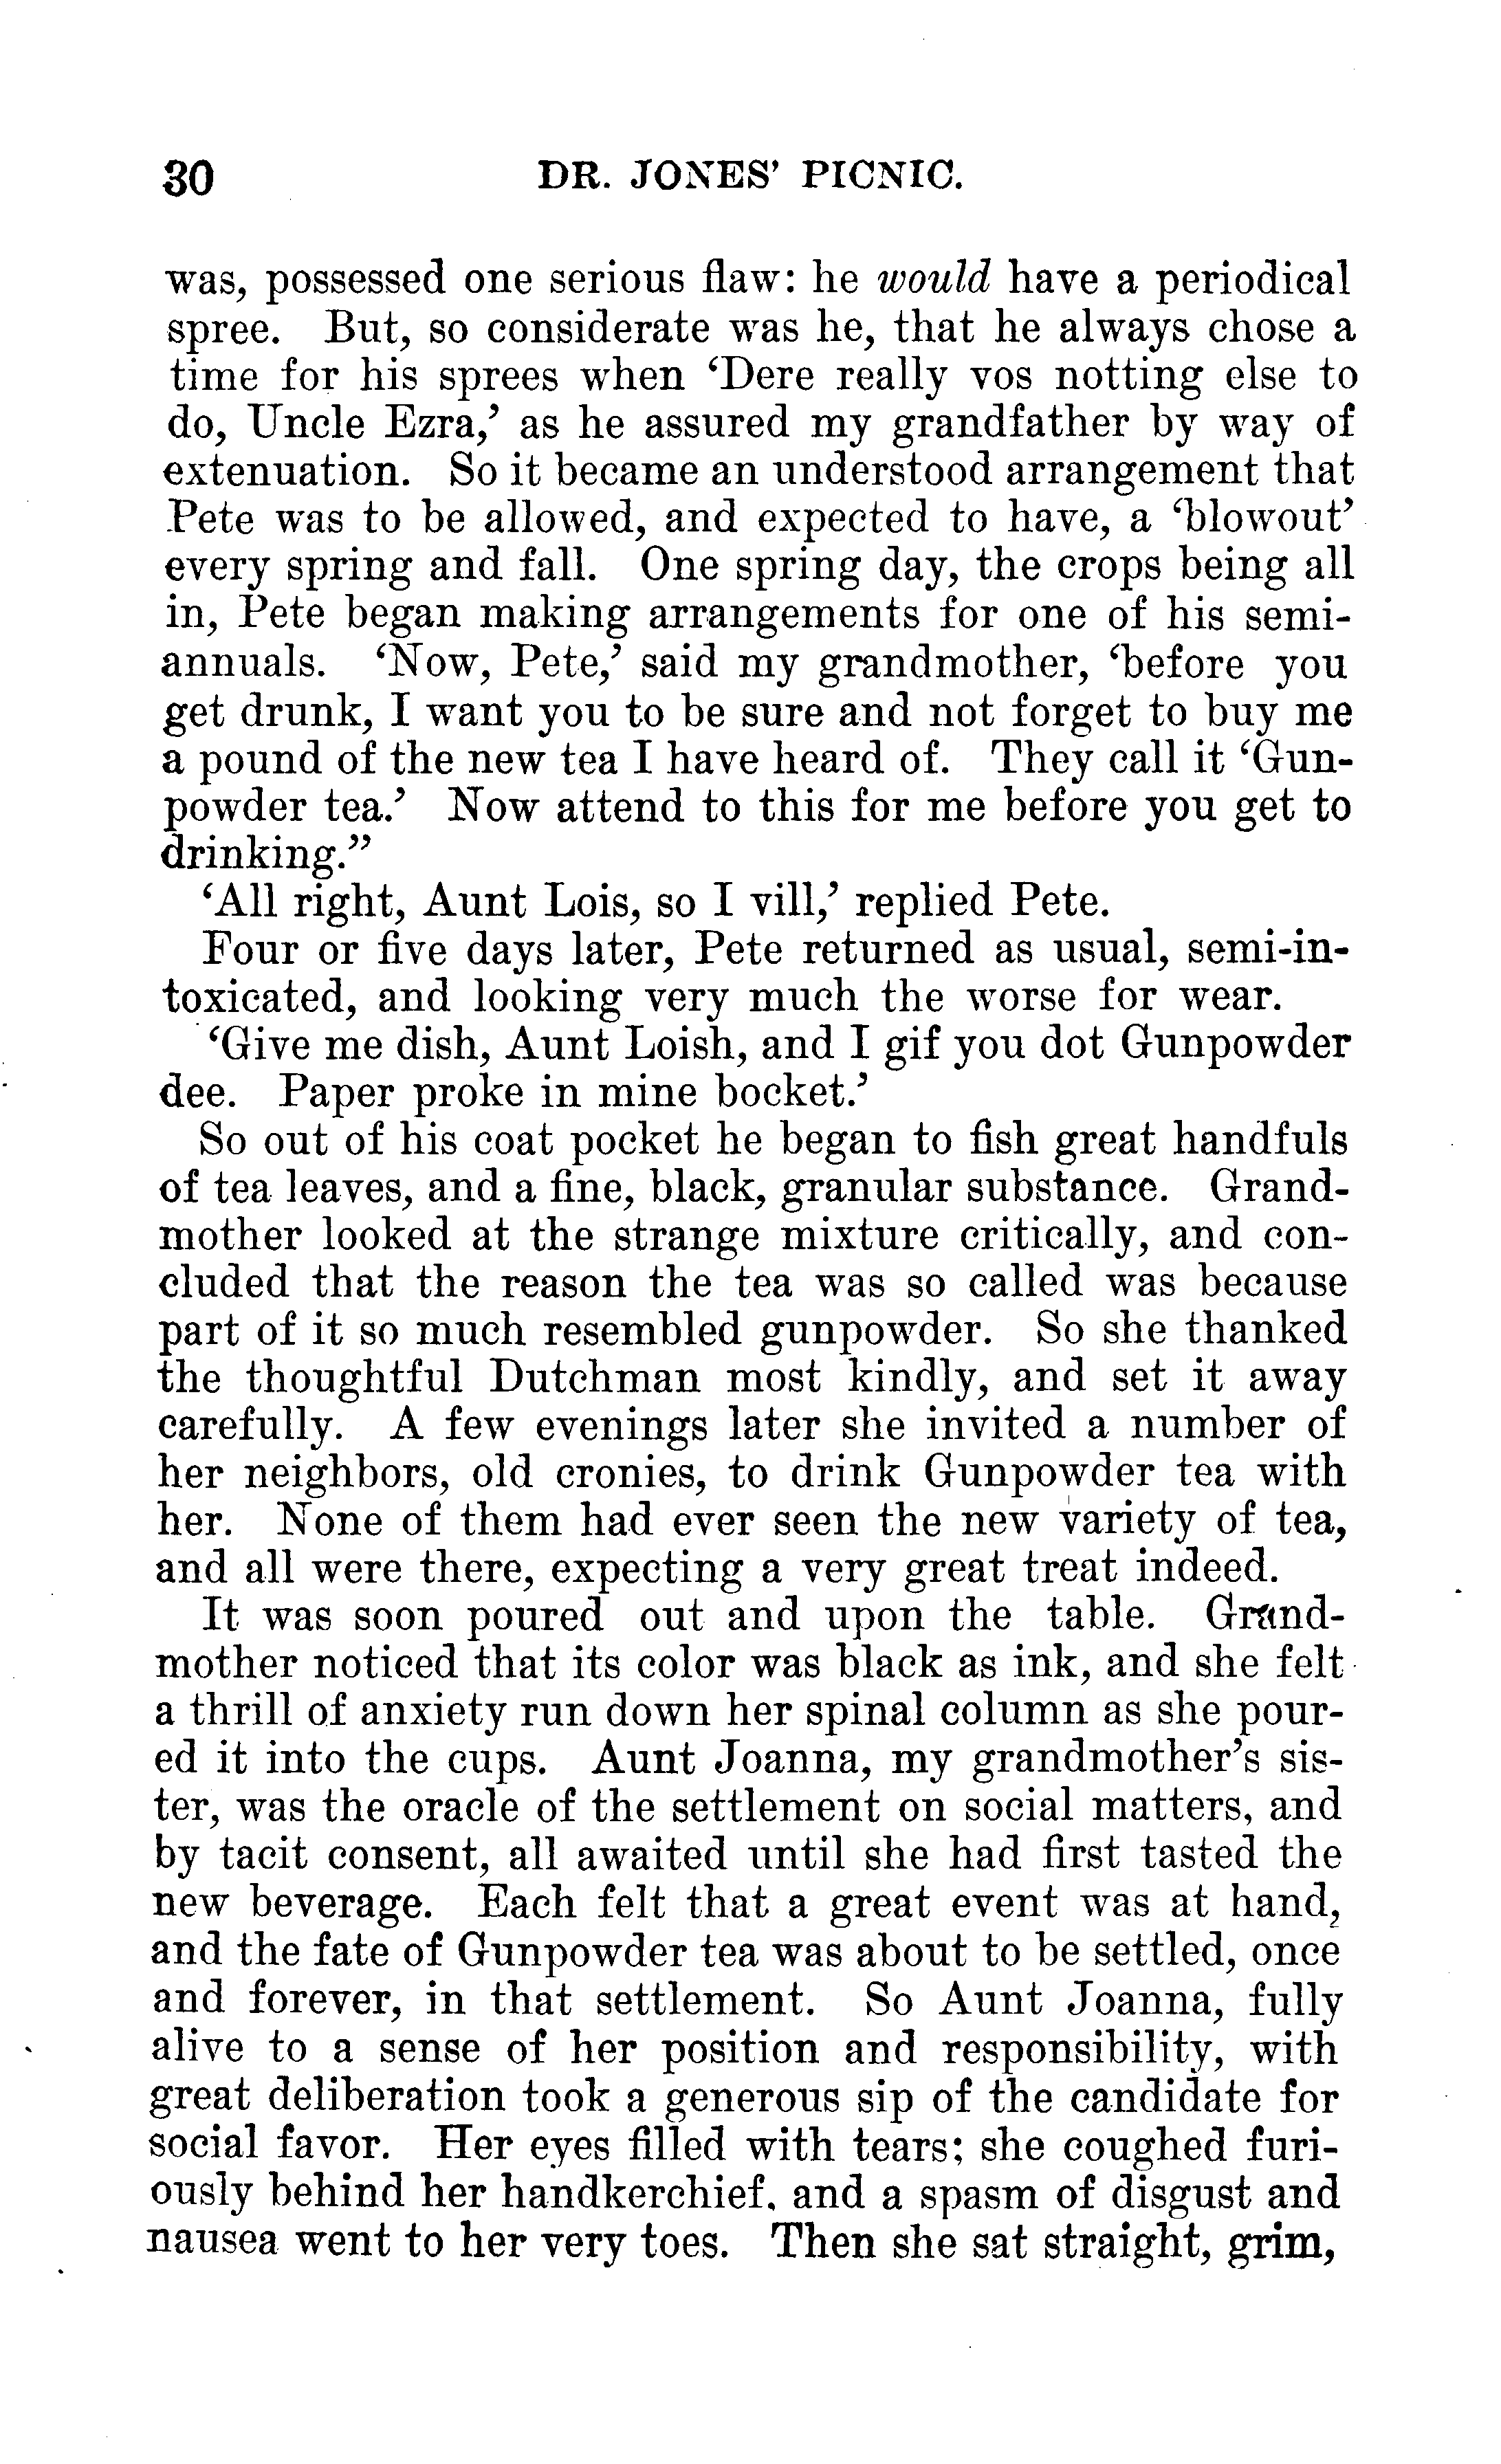 30 DR. JONES' PICNIC.
was, possessed one serious flaw: he would have a periodical
spree. But, so considerate was he, that he always chose a
time for his sprees when ‘Dere really vos notting else to
do, Uncle Ezra,’ as he assured my grandfather by way of
extenuation. So it became an understood arrangement that
Pete was to be allowed, and expected to have, a ‘blowout’
every spring and fall. One spring day, the crops being all
in, Pete began making arrangements for one of his semi-
annuals. ‘Now, Pete,’ said my grandmother, ‘before you
get drunk, I want you to be sure and not forget to buy me
a pound of the new tea I have heard of. They call it ‘Gun-
powder tea.’ Now attend to this for me before you get to
drinking.”
‘All right, Aunt Lois, so I vill,’ replied Pete.
Four or five days later, Pete returned as usual, semi-in-
toxicated, and looking very much the worse for wear.
‘Give me dish, Aunt Loish, and I gif you dot Gunpowder
dee. Paper proke in mine bocket.’
So out of his coat pocket he began to fish great handfuls
of tea leaves, and a fine, black, granular substance. Grand-
mother looked at the strange mixture critically, and con-
cluded that the reason the tea was so called was because
part of it so much resembled gunpowder. So she thanked
the thoughtful Dutchman most kindly, and set it away
carefully. A few evenings later she invited a number of
her neighbors, old cronies, to drink Gunpowder tea with
her. None of them had ever seen the new variety of tea,
and all were there, expecting a very great treat indeed.
It was soon poured out and upon the table. Grand-
mother noticed that its color was black as ink, and she felt
a thrill of anxiety run down her spinal column as she pour-
ed it into the cups. Aunt Joanna, my grandmother's sis-
ter, was the oracle of the settlement on social matters, and
by tacit consent, all awaited until she had first tasted the
new beverage. Each felt that a great event was at hand,
and the fate of Gunpowder tea was about to be settled, once
and forever, in that settlement. So Aunt Joanna, fully
alive to a sense of her position and responsibility, with
great deliberation took a generous sip of the candidate for
social favor. Her eyes filled with tears; she coughed furi-
ously behind her handkerchief, and a spasm of disgust and
nausea went to her very toes. Then she sat straight, grim,